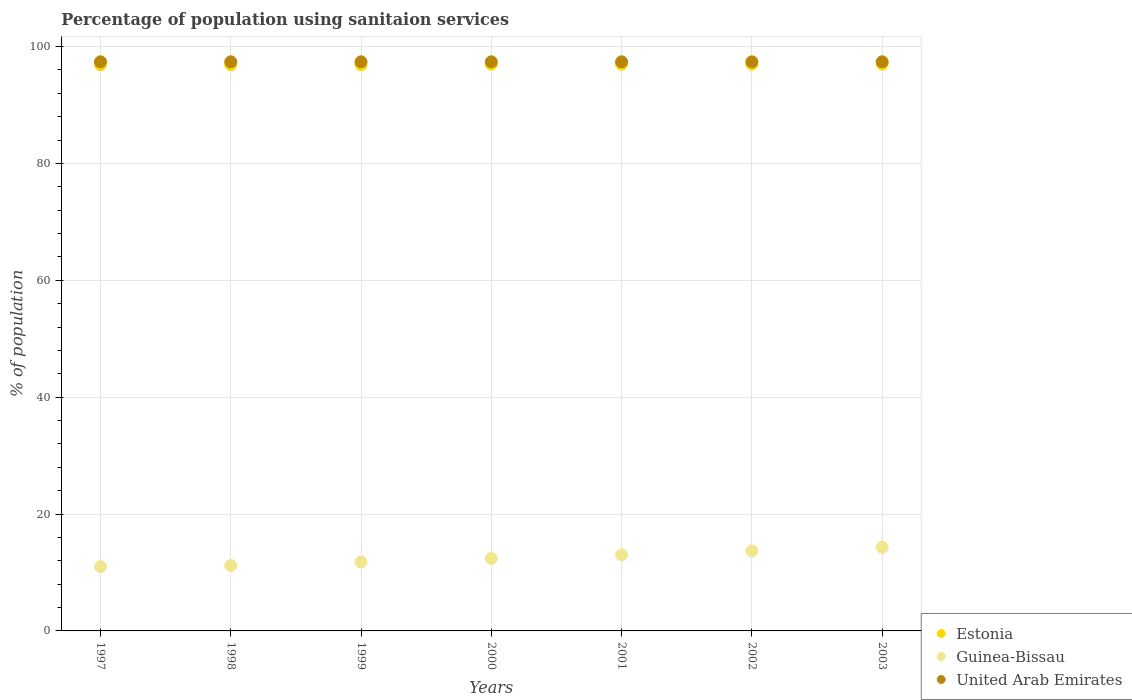 Percentage of population using sanitaion services
100
80
60
40
20
0
% of population
1997
1998
1999
2000
2001
2002
2003
Years
Estonia
Guinea-Bissau
United Arab Emirates